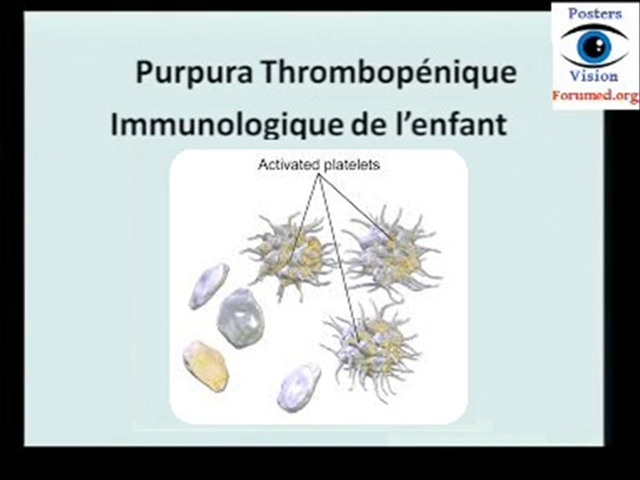 Posters
Vision
Forumed.org
Purpura Thrombopénique
Immunologique de l'enfant
Activated platelets